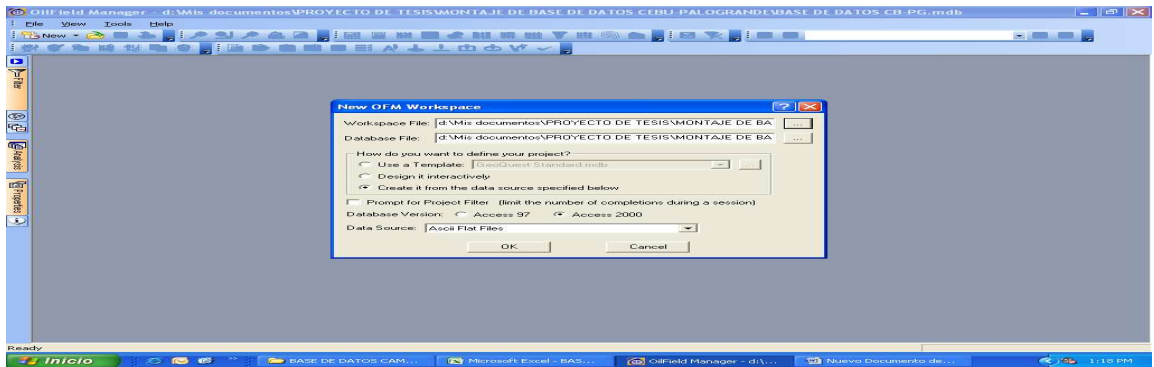 OilField Manager - d:\Mis documentos\PROYECTO DE TESIS\MONTAJE DE BASE DE DATOS CEBU-PALOGRANDE\BASE DE DATOS CB-PG.mdb
File View Tools Help
New
Filter
Analysis
Properties
New OFM Workspace
Workspace File: d:\Mis documentos\PROYECTO DE TESIS\MONTAJE DE BA ...
Database File: d:\Mis documentos\PROYECTO DE TESIS\MONTAJE DE BA ...
How do you want to define your project?
Use a Template: GeoQuest Standard.mdb ...
Design it interactively
Create it from the data source specified below
Prompt for Project Filter (limit the number of completions during a session)
Database Version: Access 97 Access 2000
Data Source: Ascii Flat Files
OK Cancel
Ready
Inicio BASE DE DATOS CAM... Microsoft Excel - BAS... OilField Manager - d:\... Nuevo Documento de... 1:18 PM